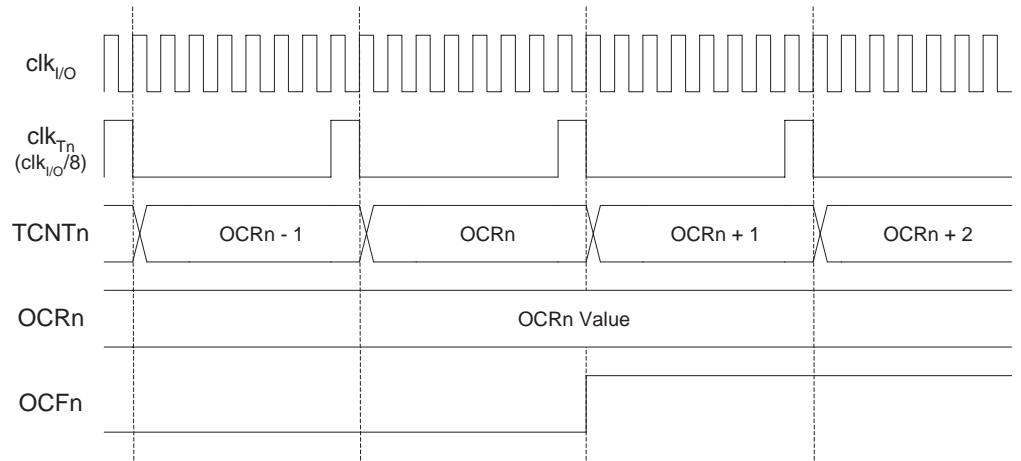 clkI/O
clkTn
(clkI/O/8)
TCNTn
OCRn - 1
OCRn
OCRn + 1
OCRn + 2
OCRn
OCRn Value
OCFn